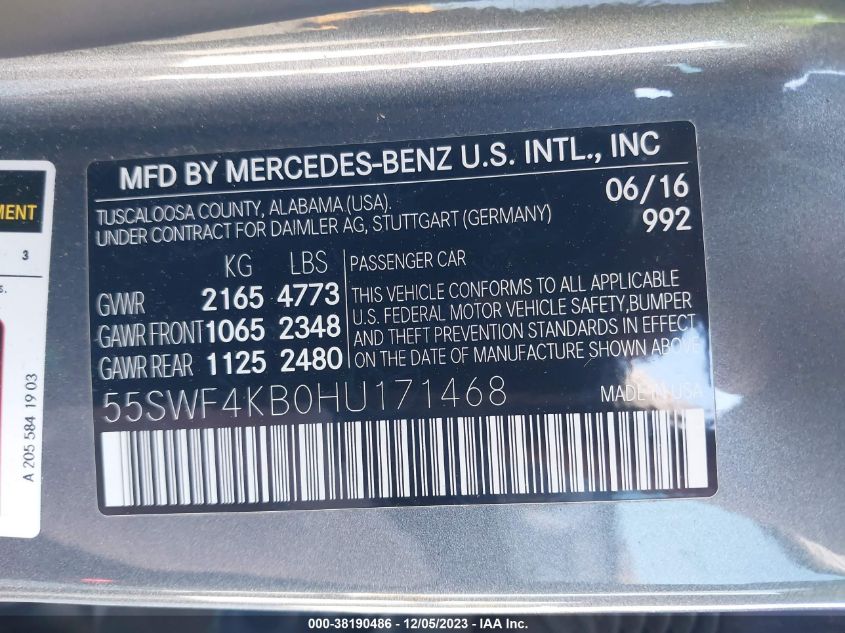 MFD BY MERCEDES-BENZ U.S. INTL., INC
TUSCALOOSA COUNTY, ALABAMA (USA).
UNDER CONTRACT FOR DAIMLER AG, STUTTGART (GERMANY)
06/16
992
KG LBS
GVWR 2165 4773
GAWR FRONT 1065 2348
GAWR REAR 1125 2480
PASSENGER CAR
THIS VEHICLE CONFORMS TO ALL APPLICABLE
U.S. FEDERAL MOTOR VEHICLE SAFETY, BUMPER
AND THEFT PREVENTION STANDARDS IN EFFECT
ON THE DATE OF MANUFACTURE SHOWN ABOVE
55SWF4KB0HU171468
USA
MENT
3
s.
A 205 584 19 03
000-38190486 - 12/05/2023 - IAA Inc.